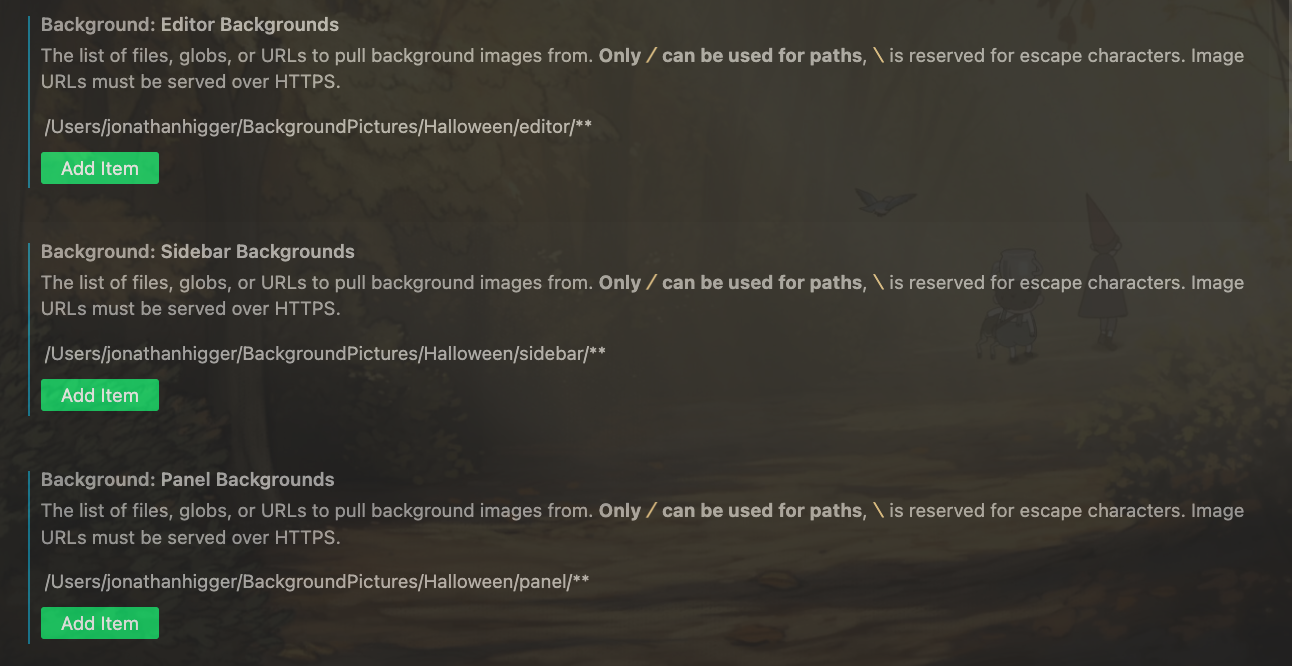 Background: Editor Backgrounds
The list of files, globs, or URLs to pull background images from. Only / can be used for paths, \ is reserved for escape characters. Image
URLs must be served over HTTPS.
/Users/jonathanhigger/BackgroundPictures/Halloween/editor/**
Add Item
Background: Sidebar Backgrounds
The list of files, globs, or URLs to pull background images from. Only / can be used for paths, \ is reserved for escape characters. Image
URLs must be served over HTTPS.
/Users/jonathanhigger/BackgroundPictures/Halloween/sidebar/**
Add Item
Background: Panel Backgrounds
The list of files, globs, or URLs to pull background images from. Only / can be used for paths, \ is reserved for escape characters. Image
URLs must be served over HTTPS.
/Users/jonathanhigger/BackgroundPictures/Halloween/panel/**
Add Item